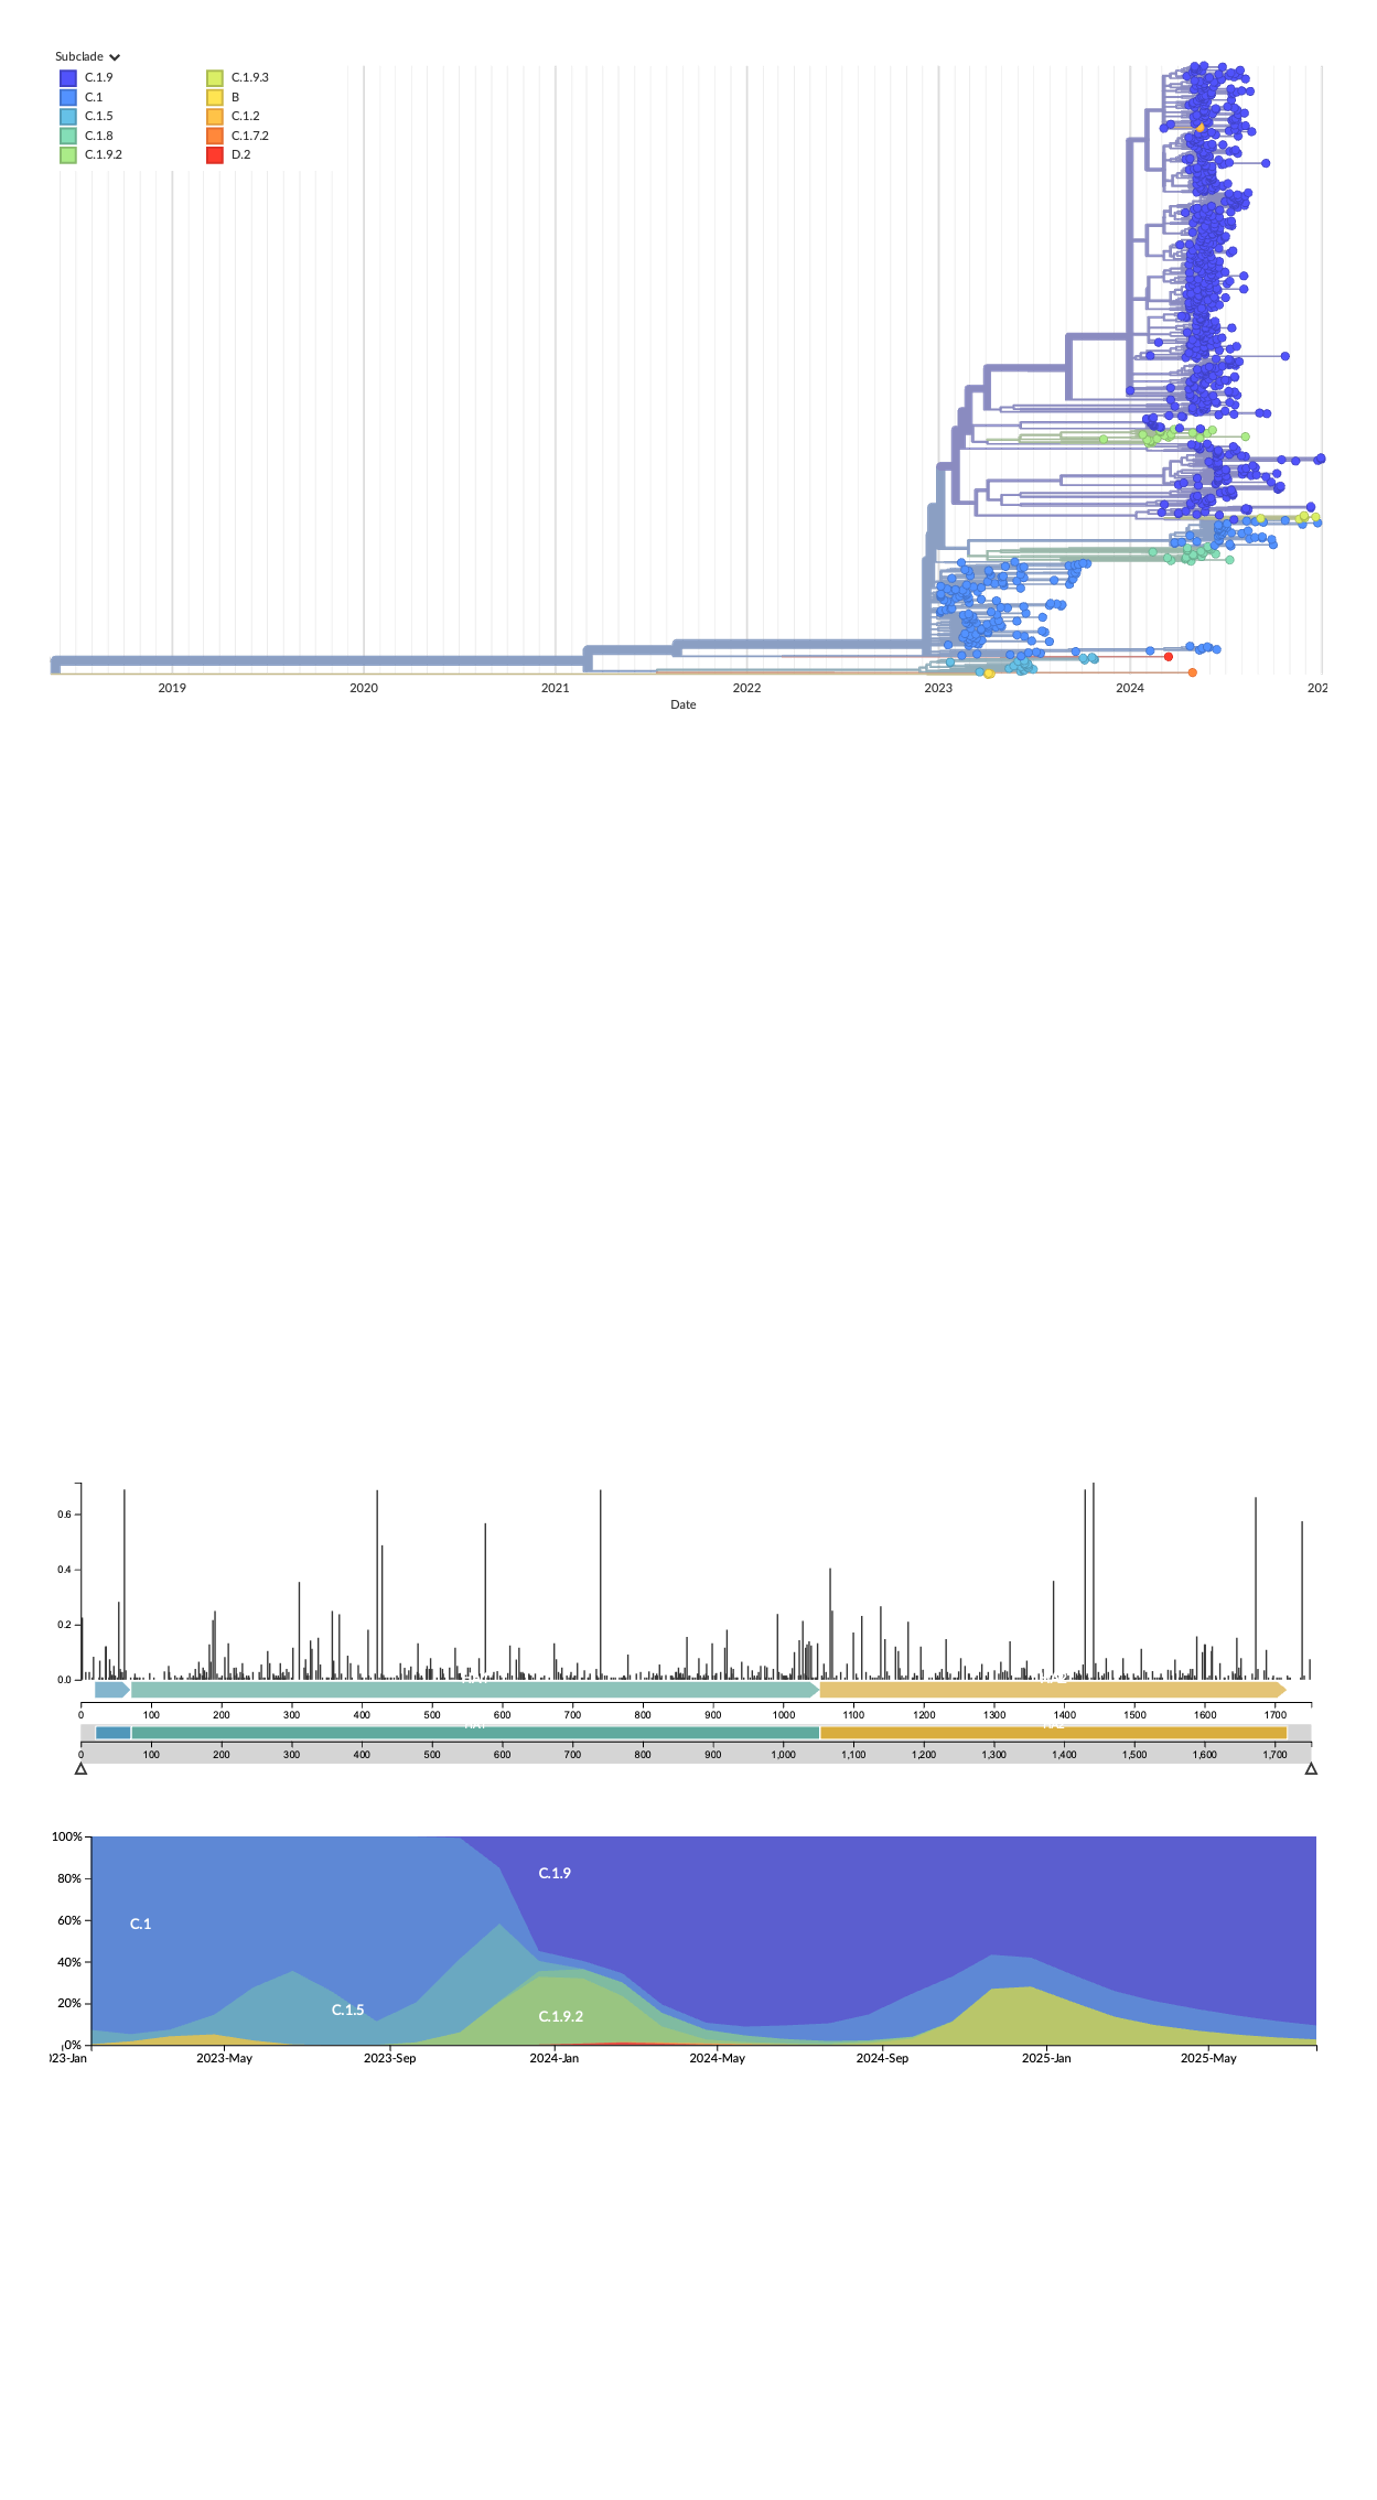 Subclade
C.1.9
C.1
C.1.5
C.1.8
C.1.9.2
C.1.9.3
B
C.1.2
C.1.7.2
D.2
2019 2020 2021 2022 2023 2024 202
Date
0.6
0.4
0.2
0.0
0 100 200 300 400 500 600 700 800 900 1000 1100 1200 1300 1400 1500 1600 1700
0 100 200 300 400 500 600 700 800 900 1,000 1,100 1,200 1,300 1,400 1,500 1,600 1,700
100%
80%
60%
40%
20%
0%
C.1.9
C.1
C.1.5
C.1.9.2
23-Jan 2023-May 2023-Sep 2024-Jan 2024-May 2024-Sep 2025-Jan 2025-May